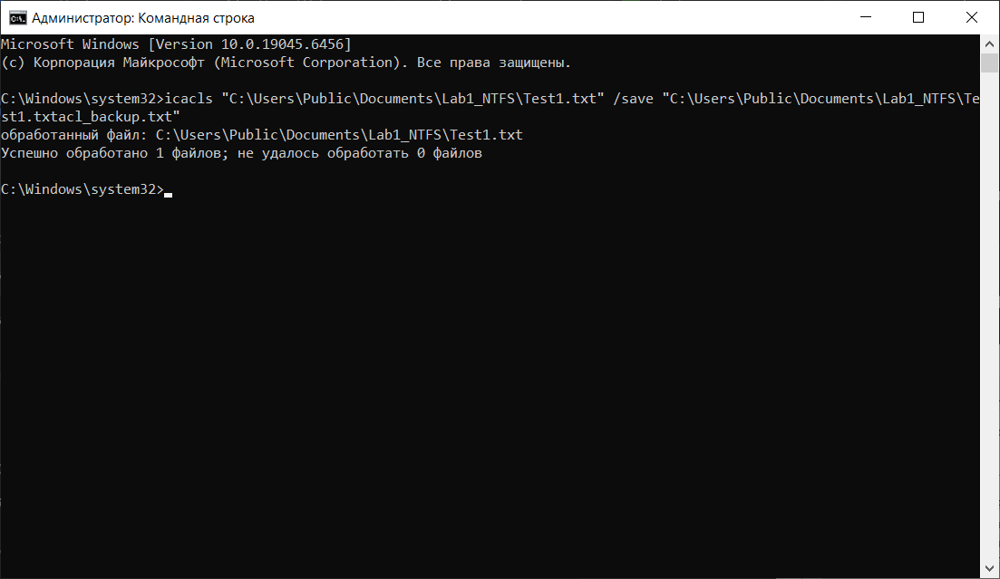 Администратор: Командная строка
Microsoft Windows [Version 10.0.19045.6456]
(c) Корпорация Майкрософт (Microsoft Corporation). Все права защищены.
C:\Windows\system32>icacls "C:\Users\Public\Documents\Lab1_NTFS\Test1.txt" /save "C:\Users\Public\Documents\Lab1_NTFS\Te
st1.txtacl_backup.txt"
обработанный файл: C:\Users\Public\Documents\Lab1_NTFS\Test1.txt
Успешно обработано 1 файлов; не удалось обработать 0 файлов
C:\Windows\system32>